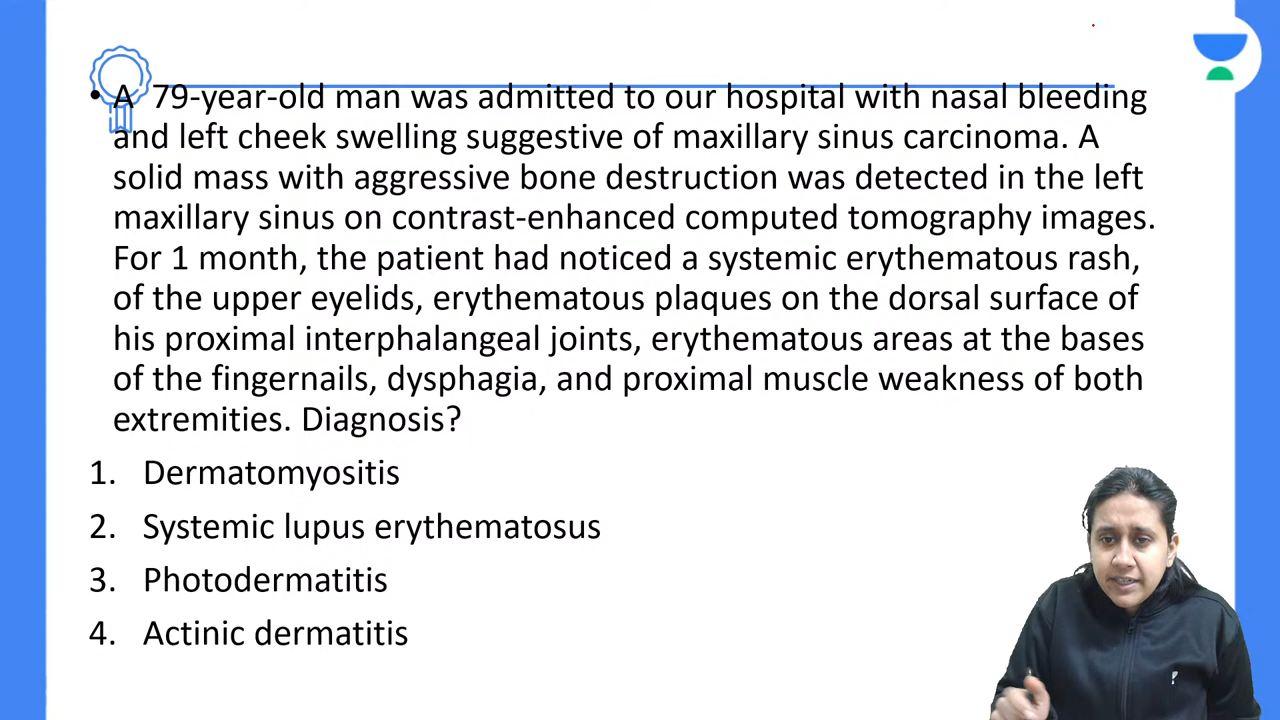 • A 79-year-old man was admitted to our hospital with nasal bleeding
and left cheek swelling suggestive of maxillary sinus carcinoma. A
solid mass with aggressive bone destruction was detected in the left
maxillary sinus on contrast-enhanced computed tomography images.
For 1 month, the patient had noticed a systemic erythematous rash,
of the upper eyelids, erythematous plaques on the dorsal surface of
his proximal interphalangeal joints, erythematous areas at the bases
of the fingernails, dysphagia, and proximal muscle weakness of both
extremities. Diagnosis?
1. Dermatomyositis
2. Systemic lupus erythematosus
3. Photodermatitis
4. Actinic dermatitis